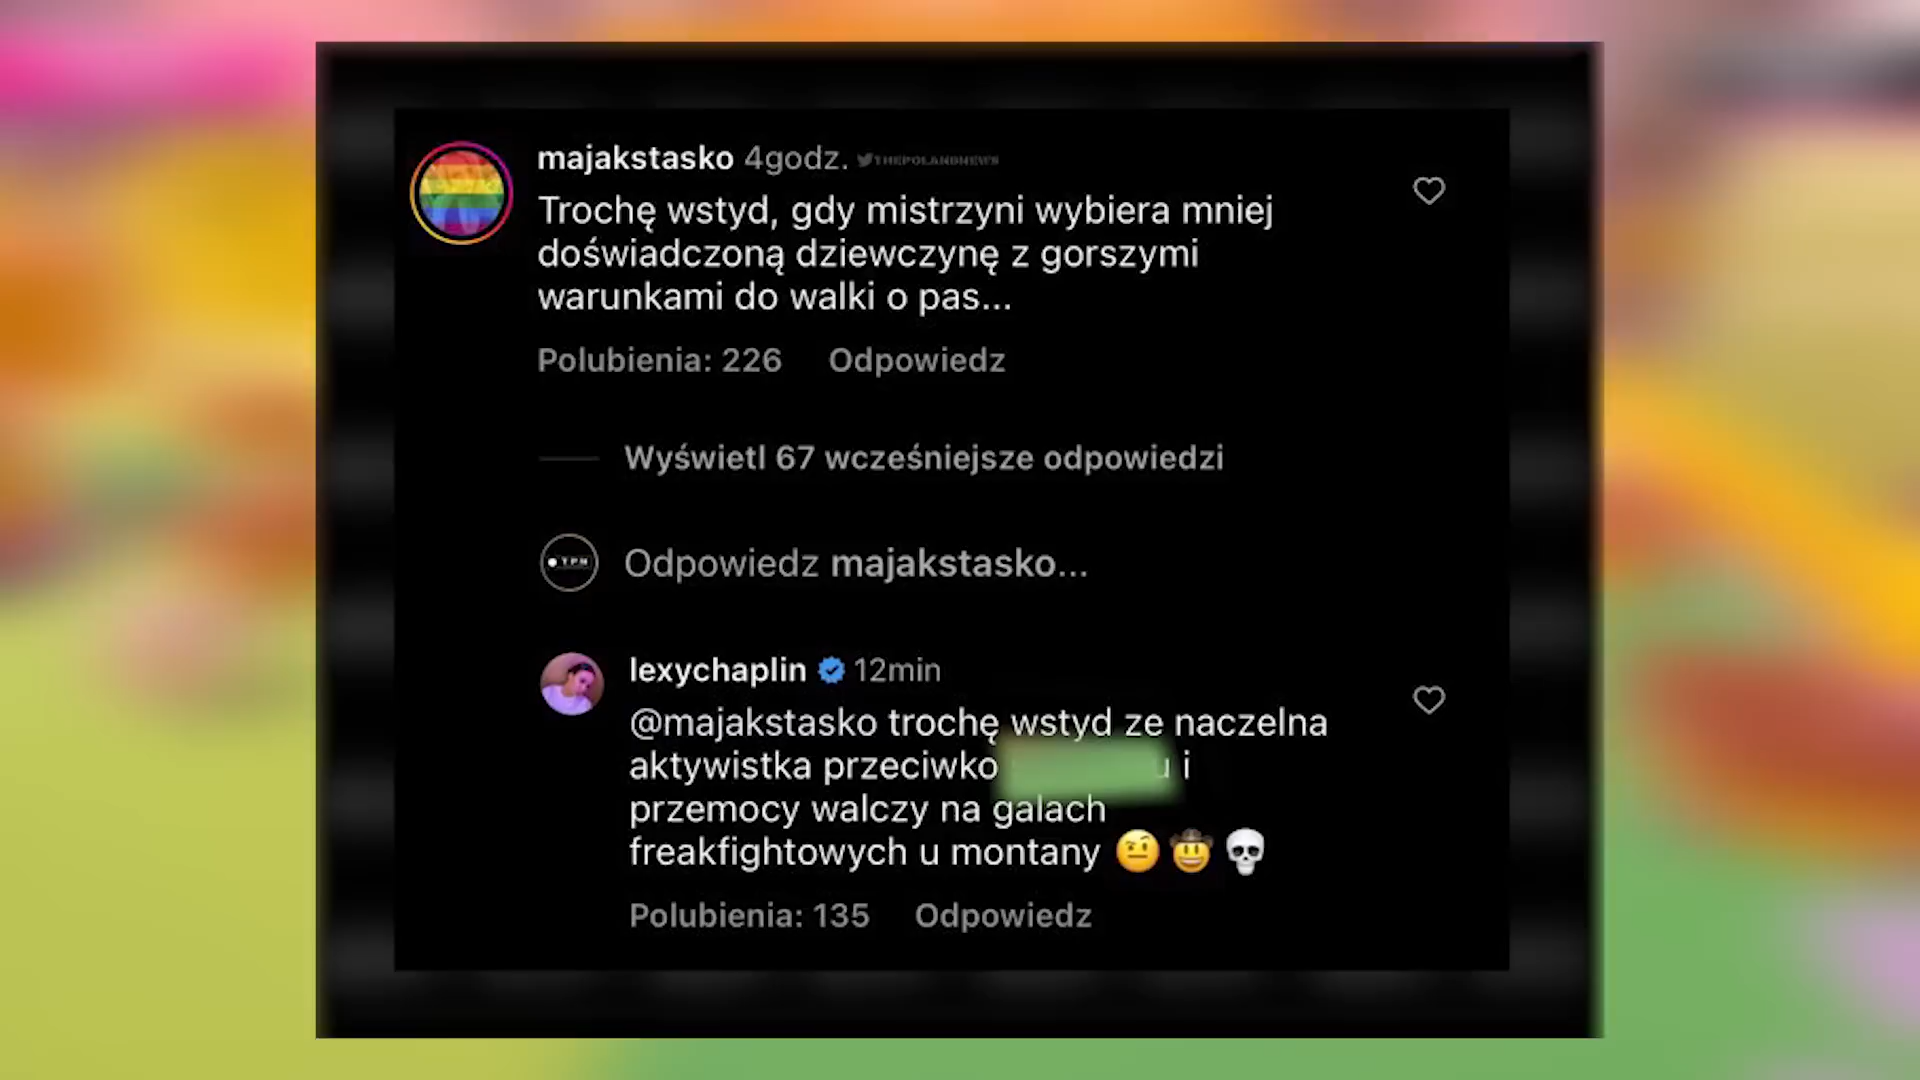 majakstasko 4godz. THEPOLANDNEWS
Trochę wstyd, gdy mistrzyni wybiera mniej
doświadczoną dziewczynę z gorszymi
warunkami do walki o pas...
Polubienia: 226 Odpowiedz
Wyświetl 67 wcześniejsze odpowiedzi
TPN
Odpowiedz majakstasko...
lexychaplin 12min
@majakstasko trochę wstyd ze naczelna
aktywistka przeciwko i
przemocy walczy na galach
freakfightowych u montany 🤨🤠💀
Polubienia: 135 Odpowiedz